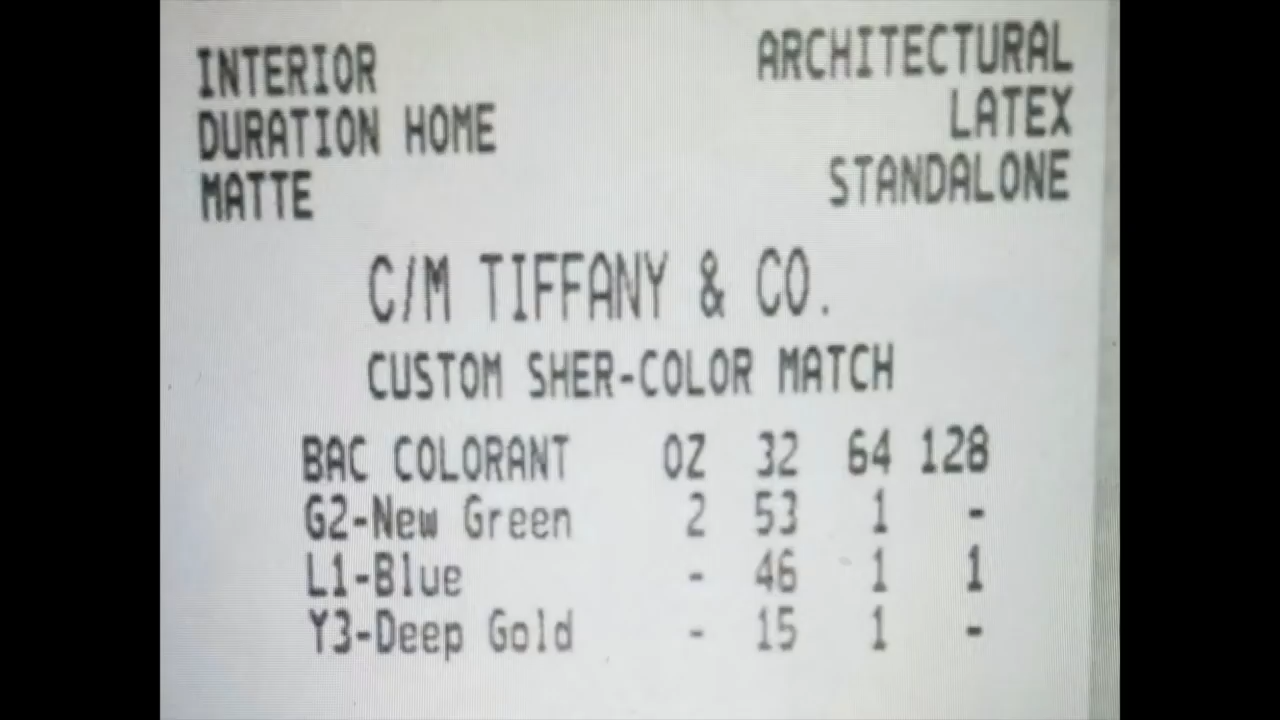 INTERIOR ARCHITECTURAL
DURATION HOME LATEX
MATTE STANDALONE
C/M TIFFANY & CO.
CUSTOM SHER-COLOR MATCH
BAC COLORANT OZ 32 64 128
G2-New Green 2 53 1 -
L1-Blue - 46 1 1
Y3-Deep Gold - 15 1 -